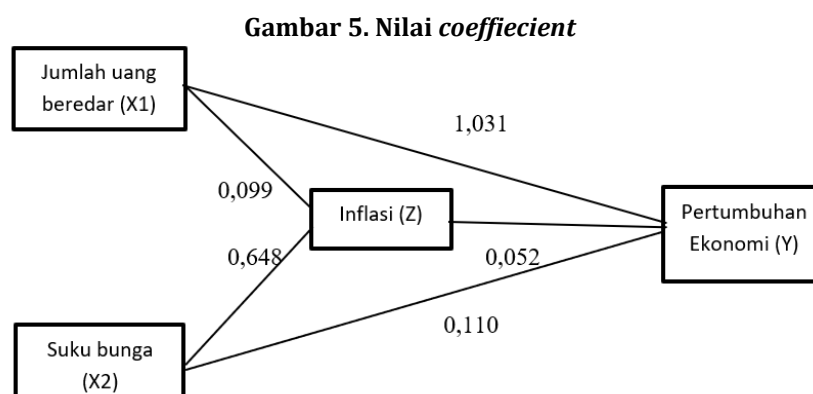 Gambar 5. Nilai coeffiecient
Jumlah uang
beredar (X1)
1,031
0,099
Inflasi (Z)
Pertumbuhan
Ekonomi (Y)
0,648
0,052
0,110
Suku bunga
(X2)